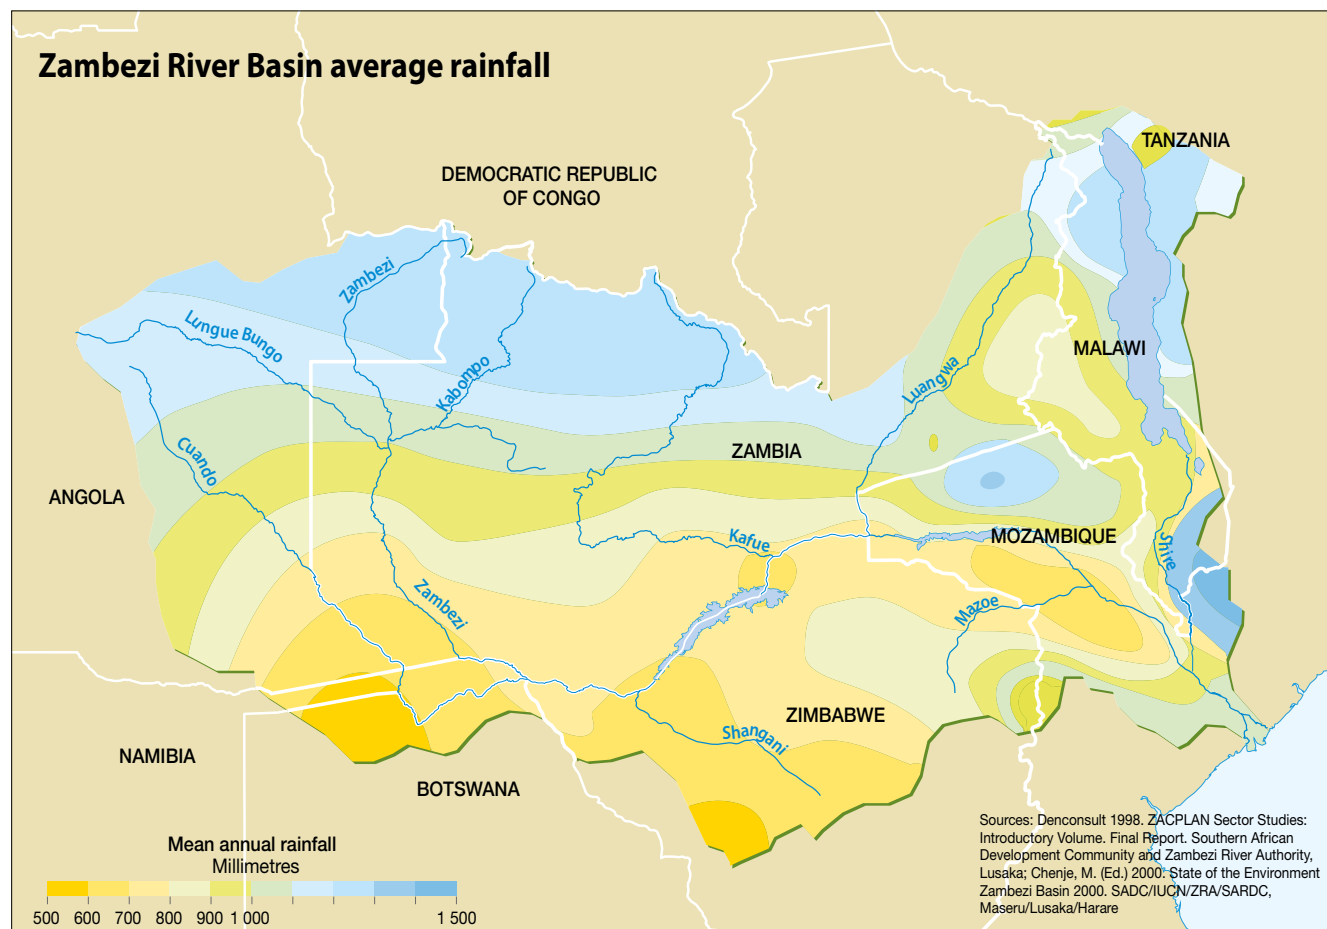 Zambezi River Basin average rainfall
TANZANIA
DEMOCRATIC REPUBLIC
OF CONGO
Zambezi
Lungue Bungo
MALAWI
Kabompo
Luangwa
Cuando
ZAMBIA
ANGOLA
Kafue
MOZAMBIQUE
Shire
Zambezi
Mazoe
ZIMBABWE
Shangani
NAMIBIA
BOTSWANA
Mean annual rainfall
Millimetres
500 600 700 800 900 1 000 1 500
Sources: Denconsult 1998. ZACPLAN Sector Studies:
Introductory Volume. Final Report. Southern African
Development Community and Zambezi River Authority,
Lusaka; Chenje, M. (Ed.) 2000. State of the Environment
Zambezi Basin 2000. SADC/IUCN/ZRA/SARDC,
Maseru/Lusaka/Harare